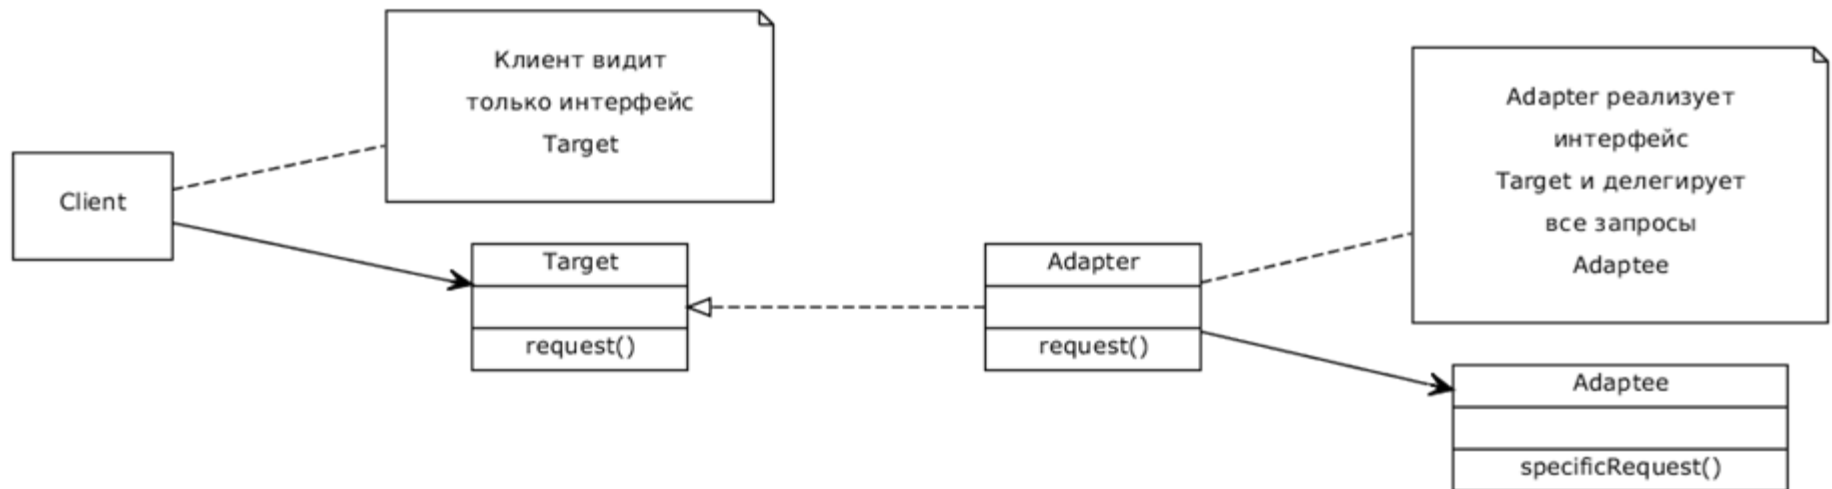 Клиент видит
только интерфейс
Target
Client
Target
request()
Adapter
request()
Adapter реализует
интерфейс
Target и делегирует
все запросы
Adaptee
Adaptee
specificRequest()